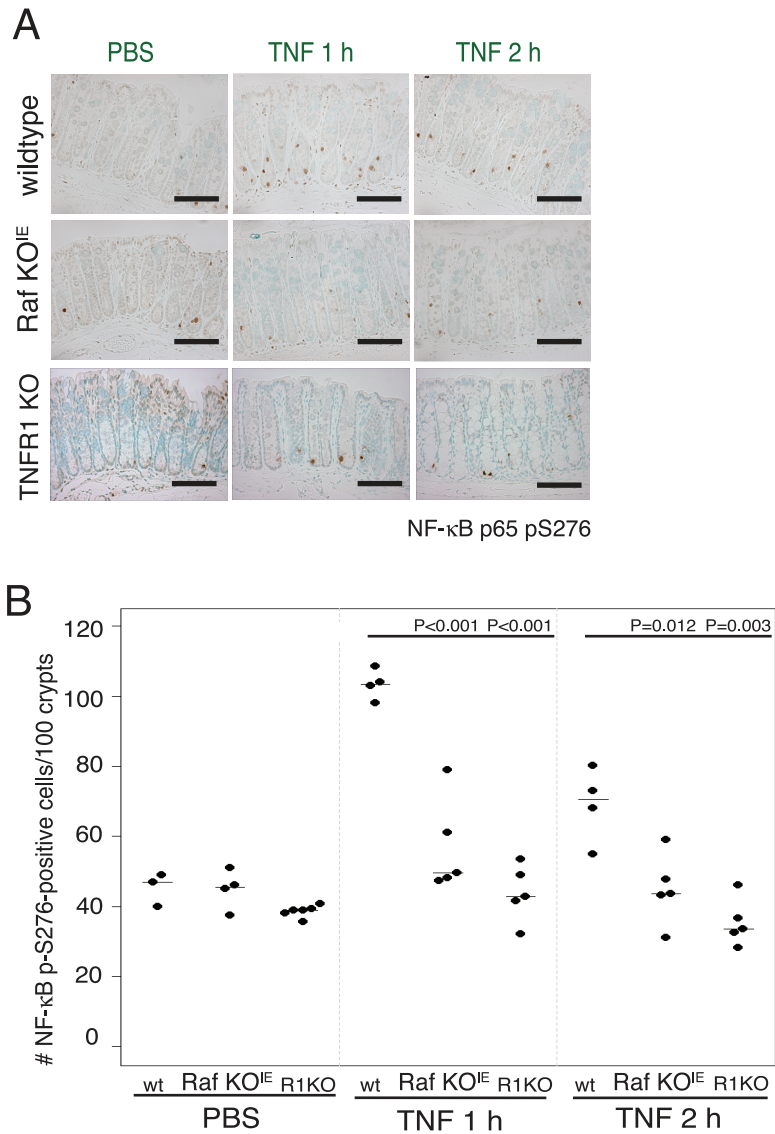 A
PBS TNF 1 h TNF 2 h
wildtype
Raf KOᴵᴱ
TNFR1 KO
NF-κB p65 pS276
B
# NF-κB p-S276-positive cells/100 crypts
120
100
80
60
40
20
0
P<0.001 P<0.001 P=0.012 P=0.003
wt Raf KOᴵᴱ R1KO wt Raf KOᴵᴱ R1KO wt Raf KOᴵᴱ R1KO
PBS TNF 1 h TNF 2 h